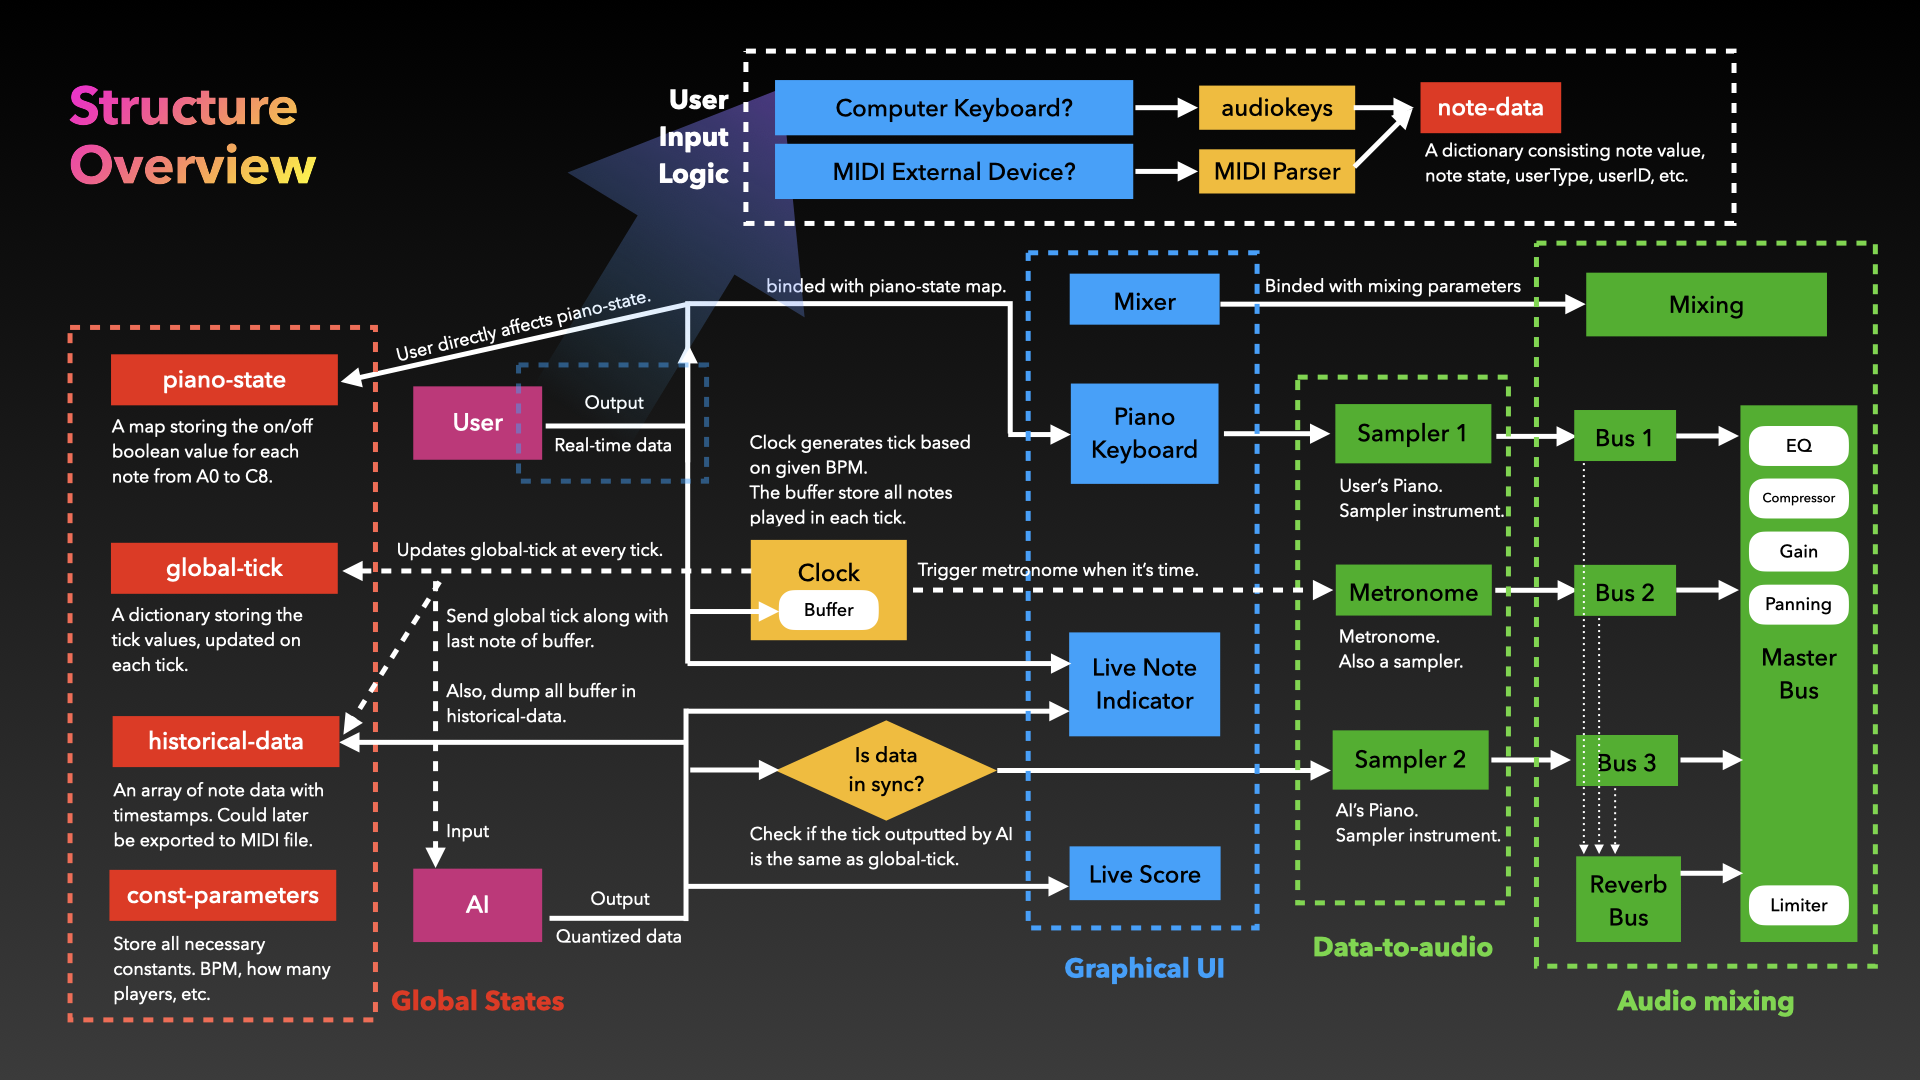 Structure
Overview
User
Input
Logic
Computer Keyboard?
audiokeys
note-data
MIDI External Device?
MIDI Parser
A dictionary consisting note value,
note state, userType, userID, etc.
User directly affects piano-state.
binded with piano-state map.
Mixer
Binded with mixing parameters
Mixing
piano-state
A map storing the on/off
boolean value for each
note from A0 to C8.
User
Output
Real-time data
Piano
Keyboard
Sampler 1
User's Piano.
Sampler instrument.
Bus 1
EQ
Compressor
Gain
Panning
Master
Bus
Limiter
Clock generates tick based
on given BPM.
The buffer store all notes
played in each tick.
Clock
Buffer
Updates global-tick at every tick.
Trigger metronome when it's time.
global-tick
A dictionary storing the
tick values, updated on
each tick.
Send global tick along with
last note of buffer.
Also, dump all buffer in
historical-data.
Metronome
Metronome.
Also a sampler.
Bus 2
Live Note
Indicator
historical-data
An array of note data with
timestamps. Could later
be exported to MIDI file.
Is data
in sync?
Check if the tick outputted by AI
is the same as global-tick.
Sampler 2
AI's Piano.
Sampler instrument.
Bus 3
Input
AI
Output
Quantized data
Live Score
Reverb
Bus
const-parameters
Store all necessary
constants. BPM, how many
players, etc.
Global States
Graphical UI
Data-to-audio
Audio mixing